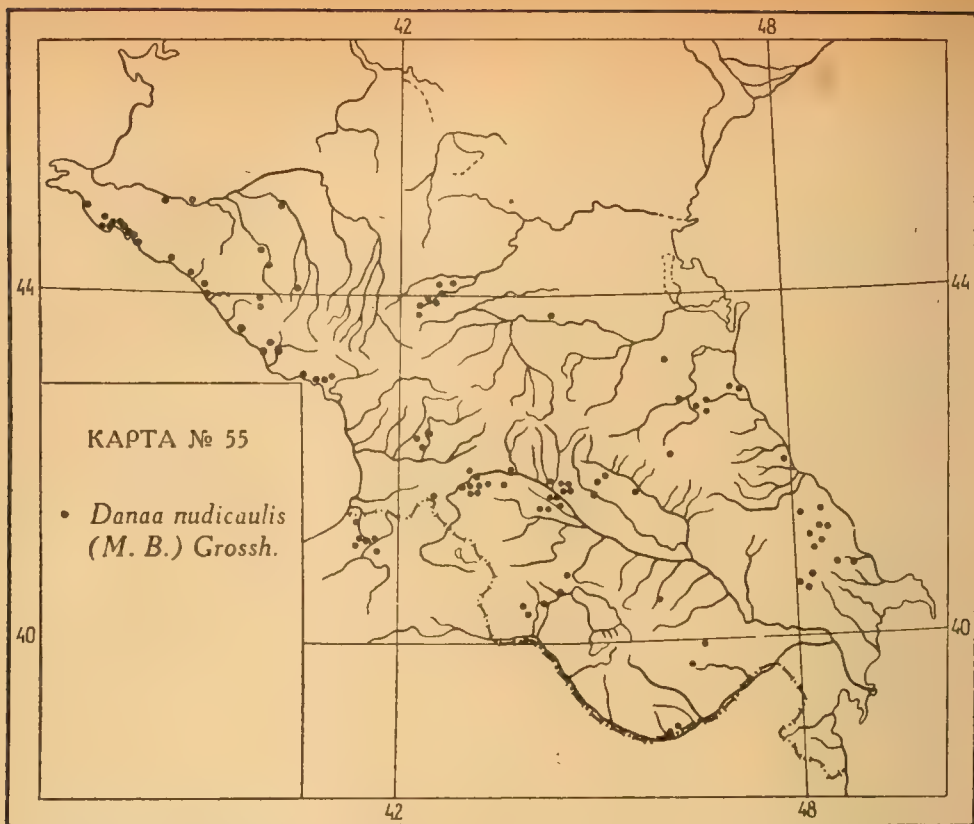 42 48
44 44
КАРТА № 55
Danaa nudicaulis
(M. B.) Grossh.
40 40
42 48